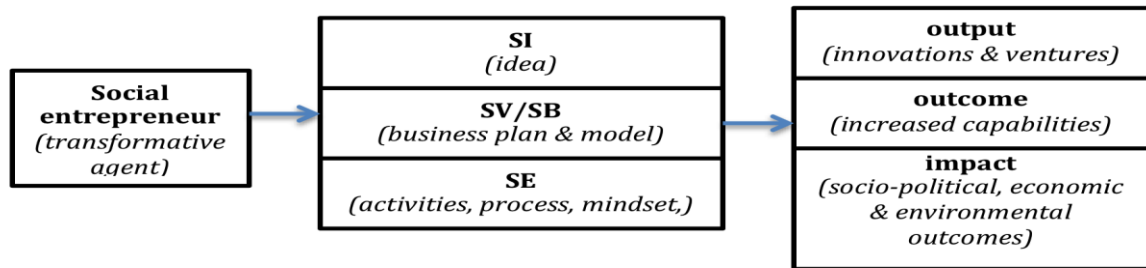 Social
entrepreneur
(transformative
agent)
SI
(idea)
SV/SB
(business plan & model)
SE
(activities, process, mindset,)
output
(innovations & ventures)
outcome
(increased capabilities)
impact
(socio-political, economic
& environmental
outcomes)